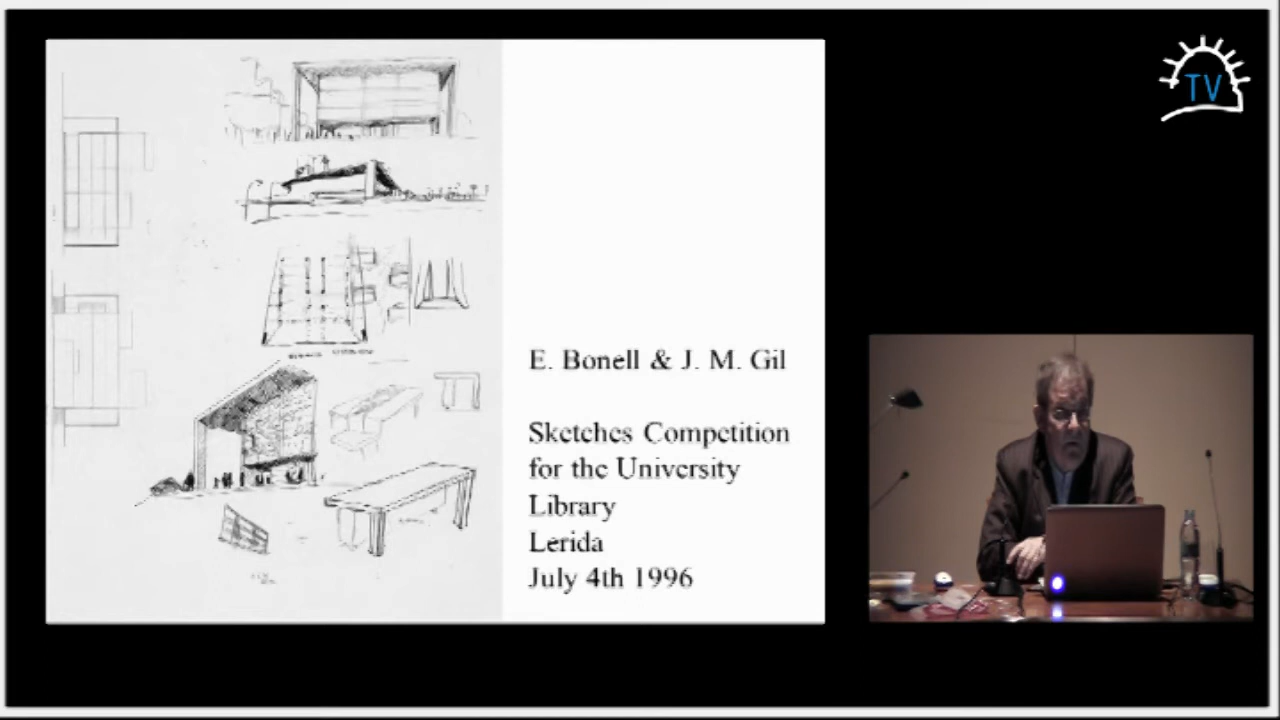 TV
E. Bonell & J. M. Gil
Sketches Competition
for the University
Library
Lerida
July 4th 1996